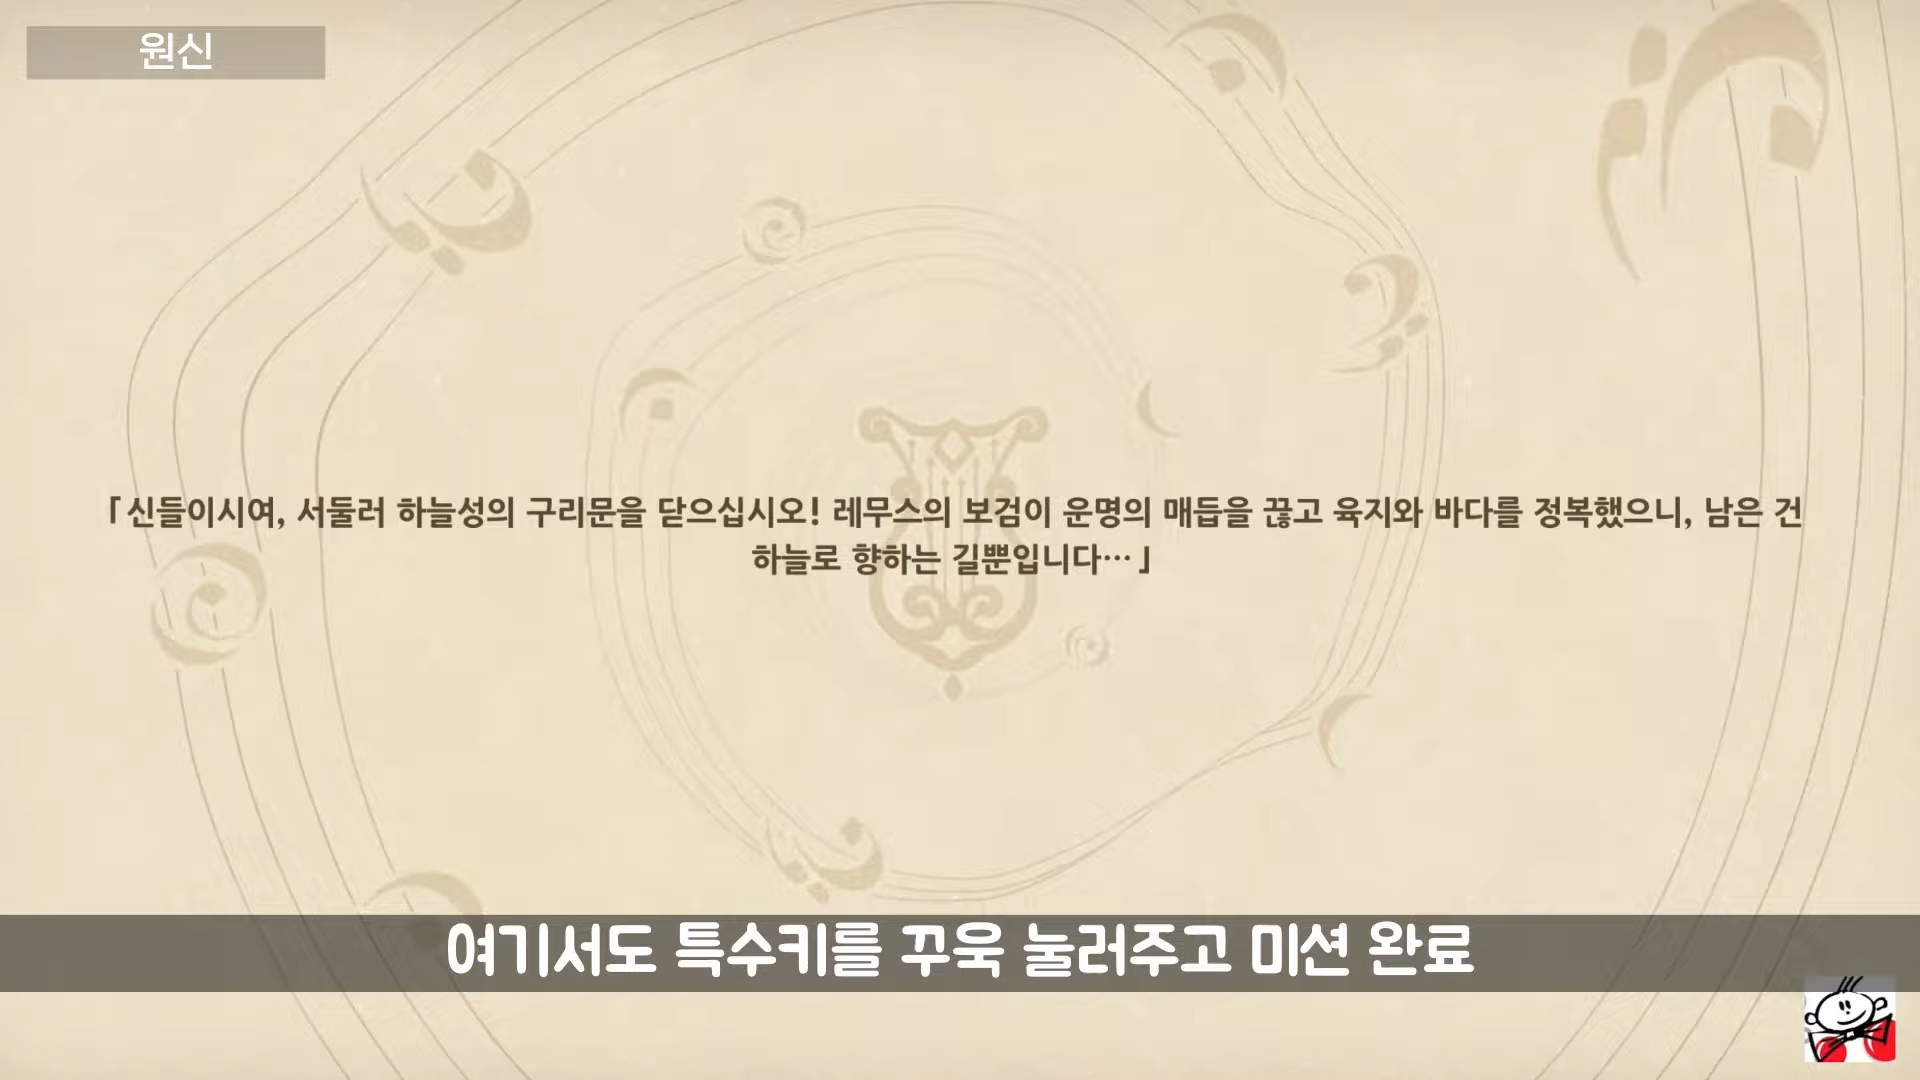 원신
「신들이시여, 서둘러 하늘성의 구리문을 닫으십시오! 레무스의 보검이 운명의 매듭을 끊고 육지와 바다를 정복했으니, 남은 건
하늘로 향하는 길뿐입니다…」
여기서도 특수키를 꾸욱 눌러주고 미션 완료